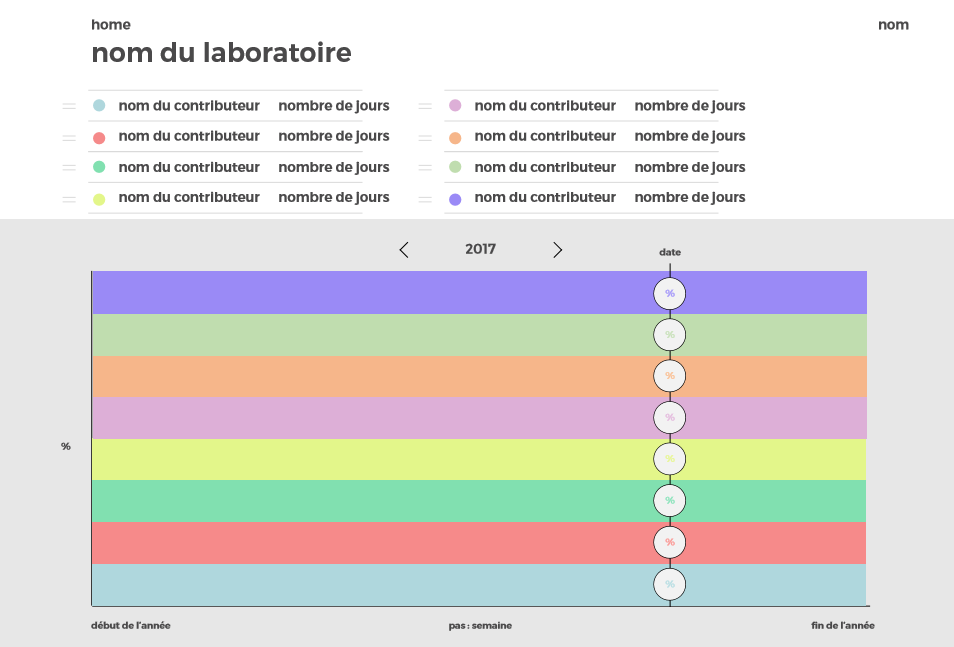 home
nom
nom du laboratoire
nom du contributeur nombre de jours
nom du contributeur nombre de jours
nom du contributeur nombre de jours
nom du contributeur nombre de jours
nom du contributeur nombre de jours
nom du contributeur nombre de jours
nom du contributeur nombre de jours
nom du contributeur nombre de jours
2017
date
%
%
%
%
%
%
%
%
%
début de l'année
pas : semaine
fin de l'année